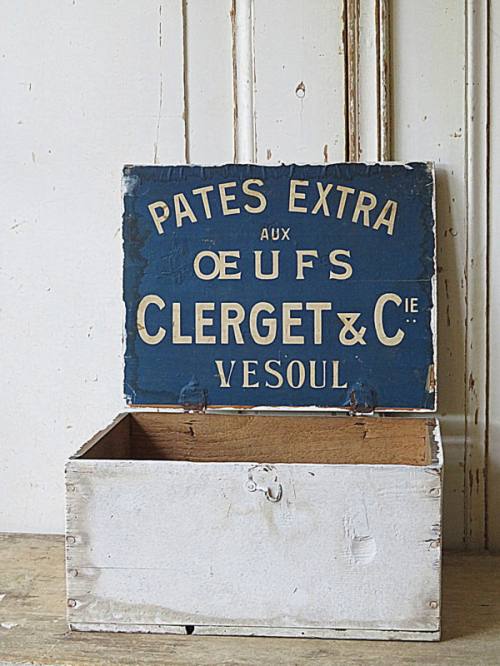 PATES EXTRA
AUX
ŒUFS
CLERGET & CIE
VESOUL